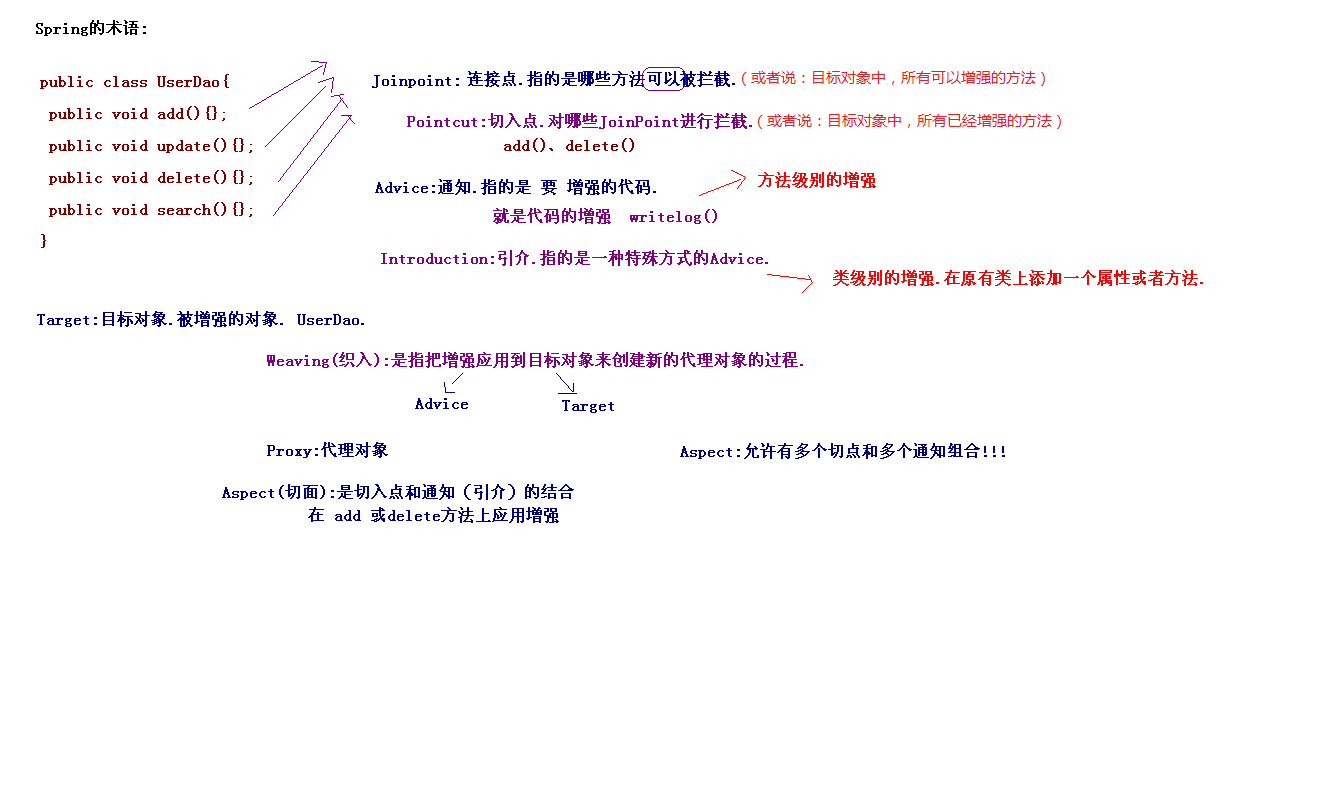 Spring的术语:
public class UserDao{
public void add(){};
public void update(){};
public void delete(){};
public void search(){};
}
Joinpoint: 连接点.指的是哪些方法可以被拦截.(或者说：目标对象中，所有可以增强的方法)
Pointcut:切入点.对哪些JoinPoint进行拦截.(或者说：目标对象中，所有已经增强的方法)
add()、delete()
Advice:通知.指的是 要 增强的代码. 方法级别的增强
就是代码的增强 writelog()
Introduction:引介.指的是一种特殊方式的Advice.
类级别的增强.在原有类上添加一个属性或者方法.
Target:目标对象.被增强的对象. UserDao.
Weaving(织入):是指把增强应用到目标对象来创建新的代理对象的过程.
Advice Target
Proxy:代理对象 Aspect:允许有多个切点和多个通知组合!!!
Aspect(切面):是切入点和通知（引介）的结合
在 add 或delete方法上应用增强